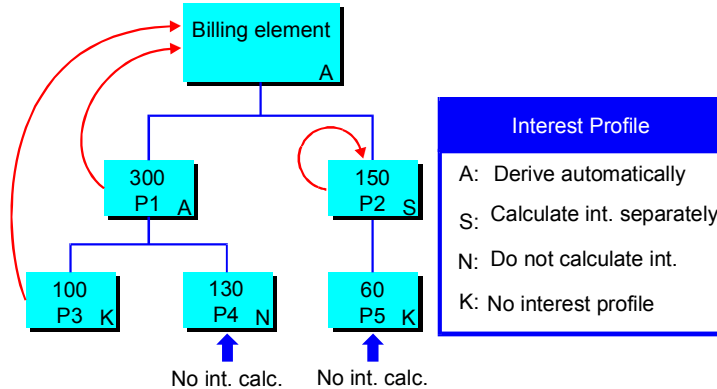 Billing element
A
300
P1 A
150
P2 S
100
P3 K
130
P4 N
60
P5 K
No int. calc.
No int. calc.
Interest Profile
A: Derive automatically
S: Calculate int. separately
N: Do not calculate int.
K: No interest profile